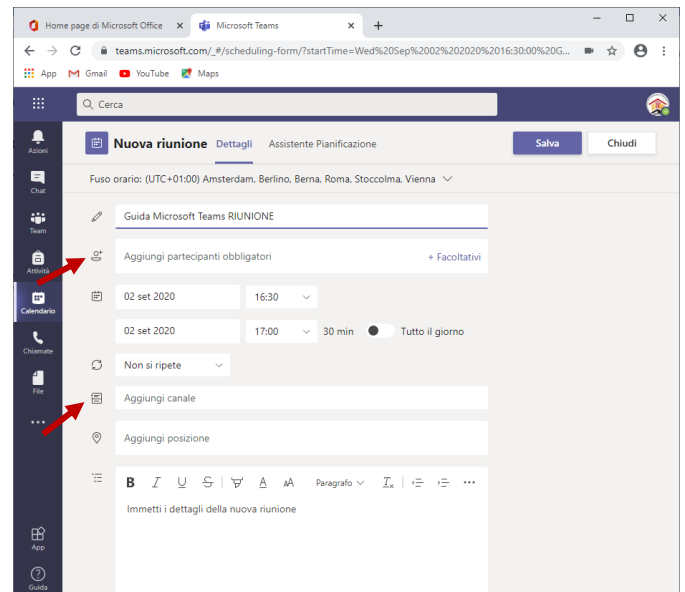 Home page di Microsoft Office
Microsoft Teams
teams.microsoft.com/_#/scheduling-form/?startTime=Wed%20Sep%2002%202020%2016:30:00%20G...
App Gmail YouTube Maps
Cerca
Azioni
Chat
Team
Attività
Calendario
Chiamate
File
App
Guida
Nuova riunione Dettagli Assistente Pianificazione Salva Chiudi
Fuso orario: (UTC+01:00) Amsterdam, Berlino, Berna, Roma, Stoccolma, Vienna
Guida Microsoft Teams RIUNIONE
Aggiungi partecipanti obbligatori + Facoltativi
02 set 2020 16:30
02 set 2020 17:00 30 min Tutto il giorno
Non si ripete
Aggiungi canale
Aggiungi posizione
B I U S A AA Paragrafo Tx
Immetti i dettagli della nuova riunione